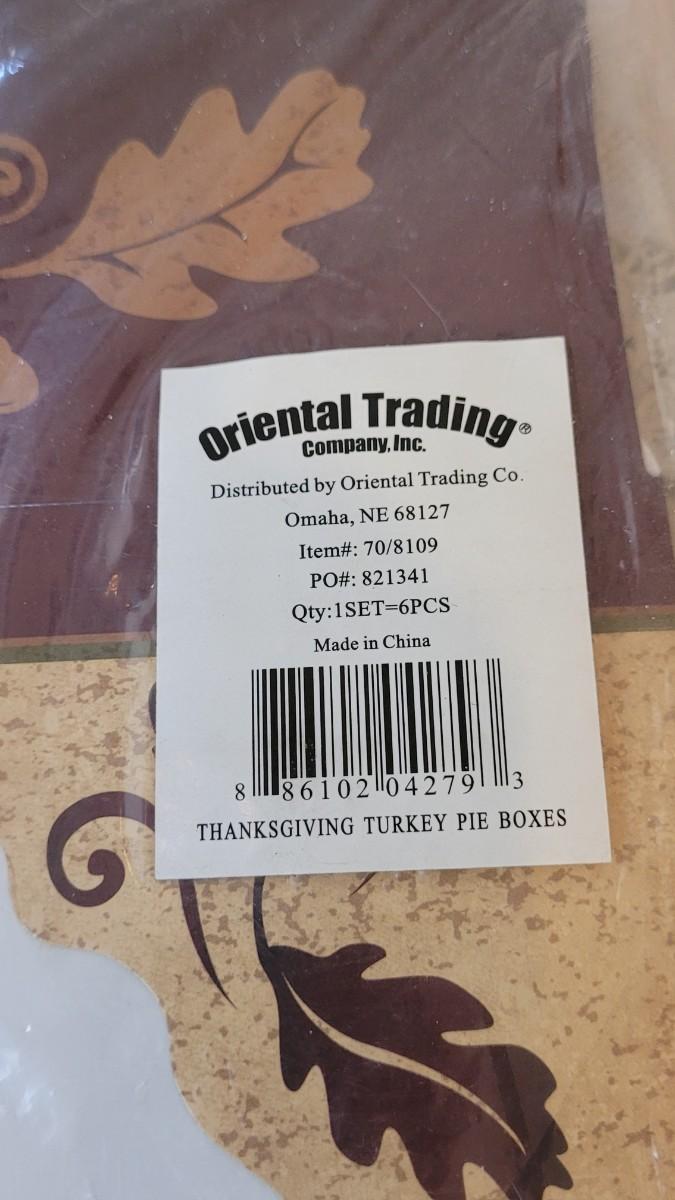 Oriental Trading®
Company, Inc.
Distributed by Oriental Trading Co.
Omaha, NE 68127
Item#: 70/8109
PO#: 821341
Qty:1SET=6PCS
Made in China
8 86102 04279 3
THANKSGIVING TURKEY PIE BOXES